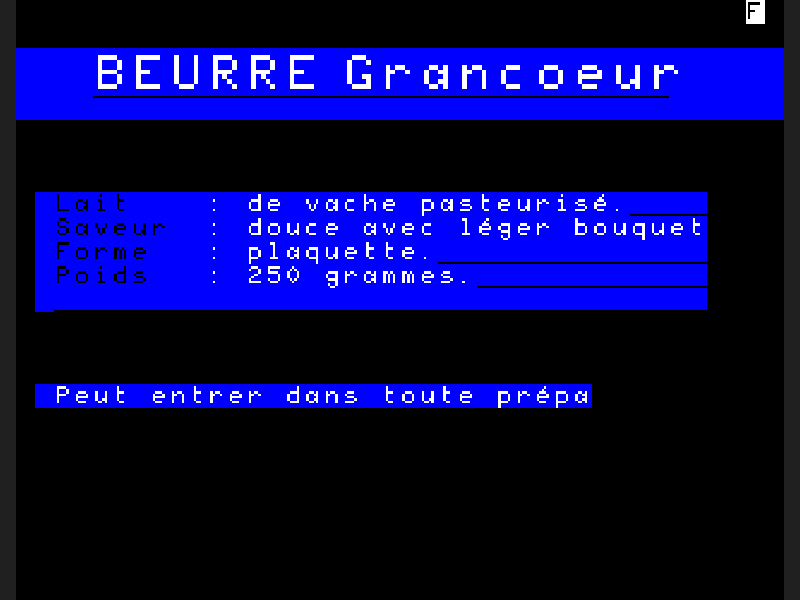 F
BEURRE Grancoeur
Lait : de vache pasteurisé.
Saveur : douce avec léger bouquet
Forme : plaquette.
Poids : 250 grammes.
Peut entrer dans toute prépa